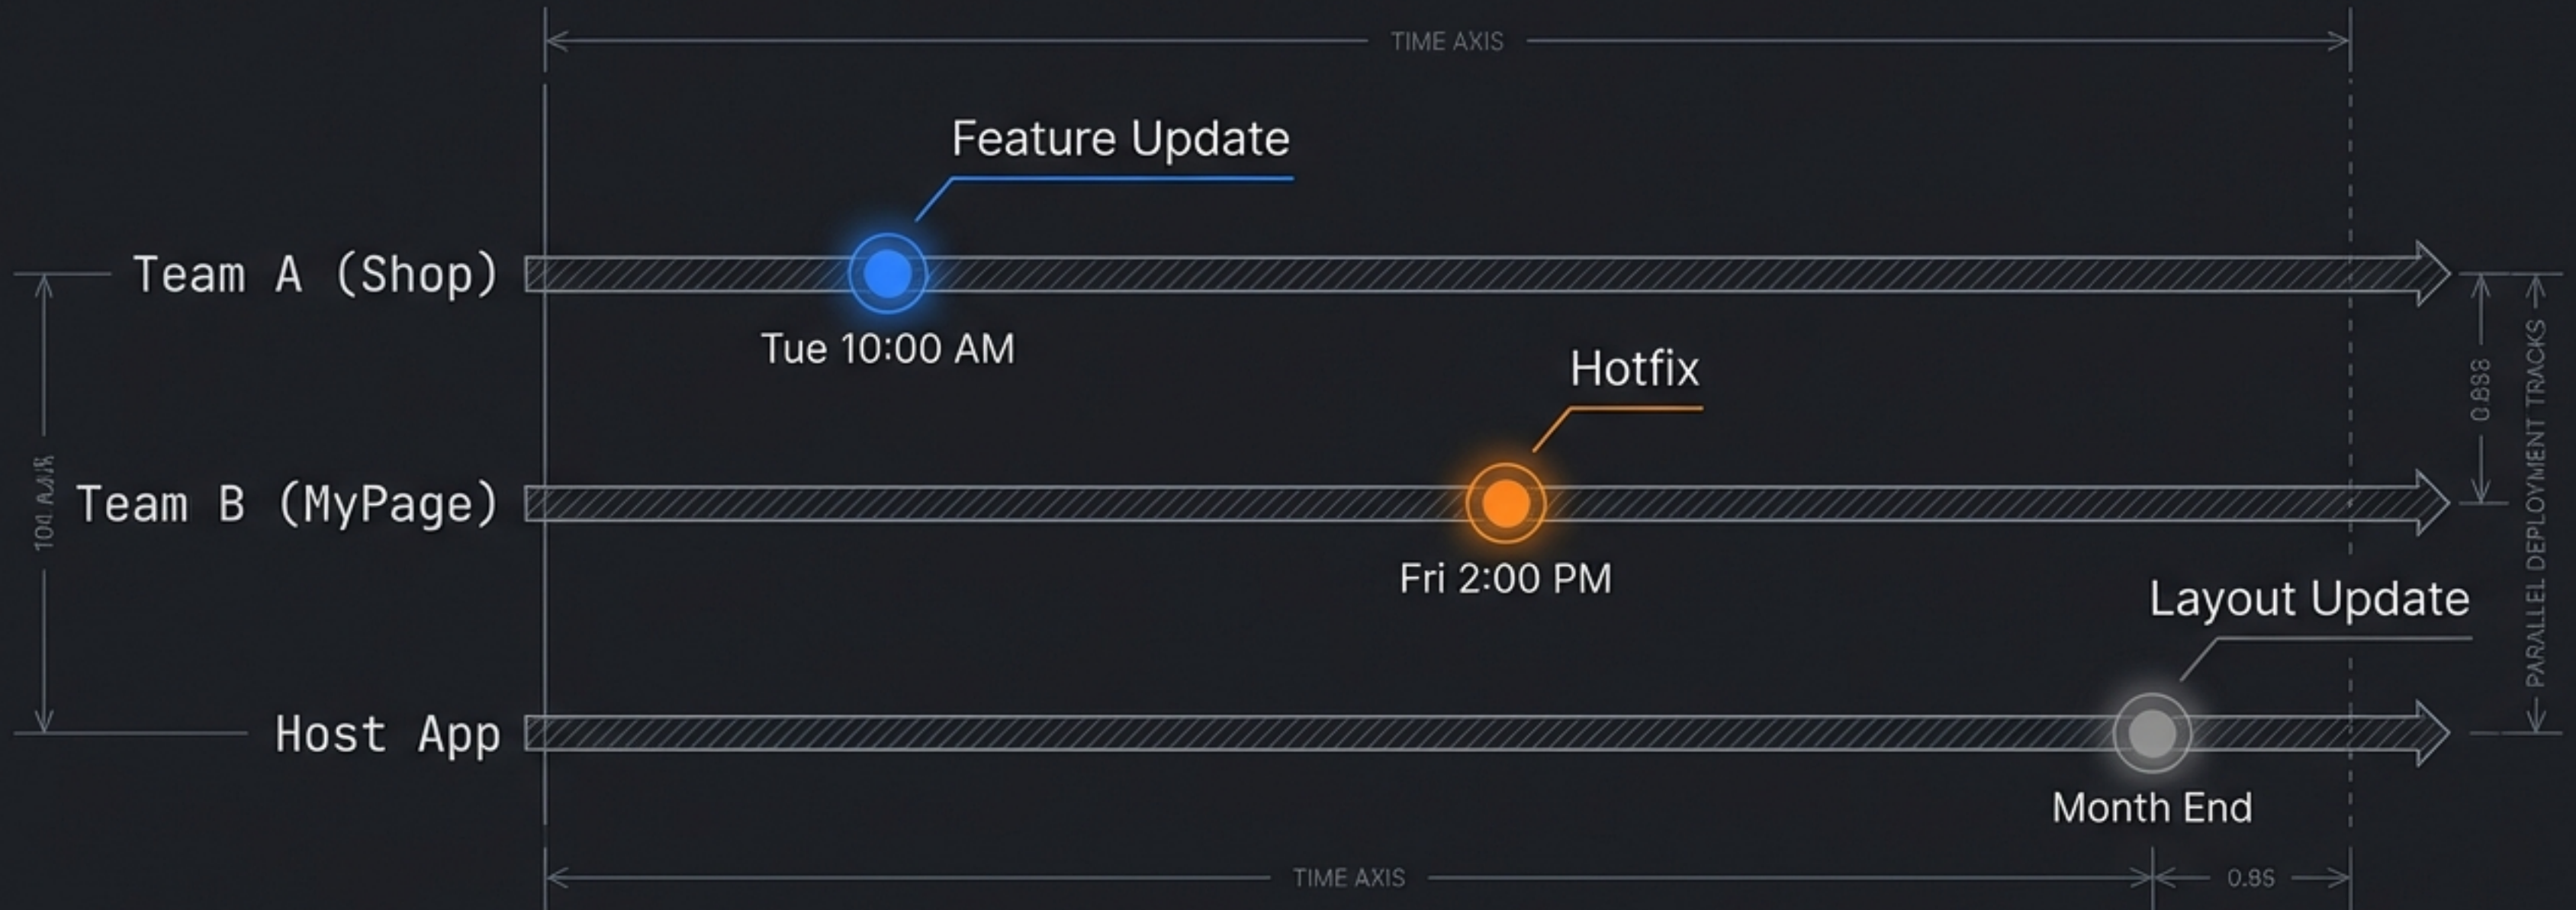 TIME AXIS
Feature Update
Team A (Shop)
Tue 10:00 AM
Hotfix
Team B (MyPage)
Fri 2:00 PM
PARALLEL DEPLOYMENT TRACKS
Layout Update
Host App
Month End
TIME AXIS
0.8S